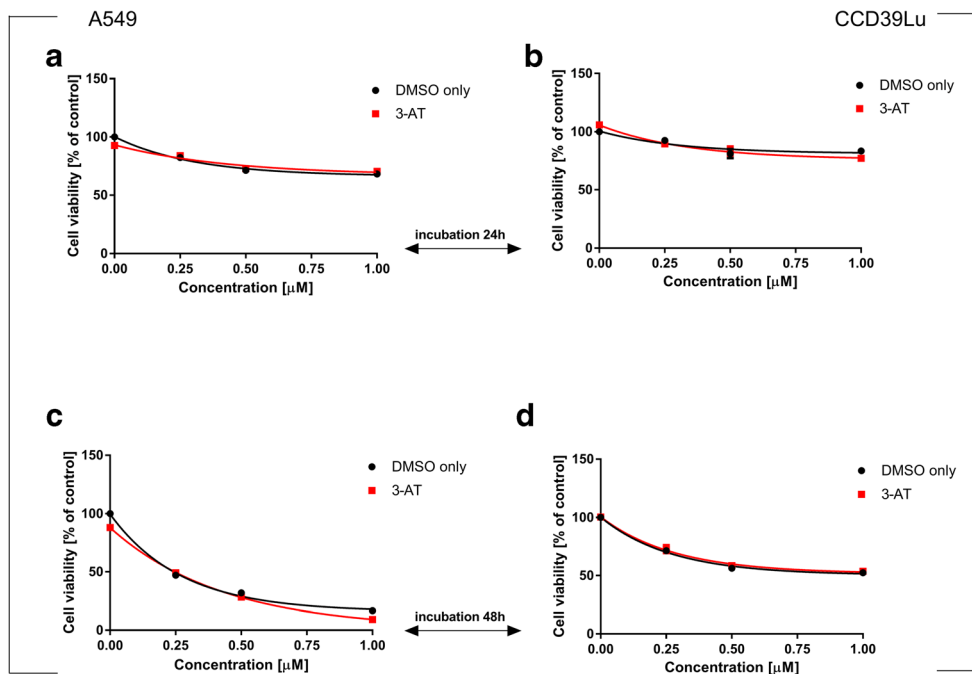 A549
CCD39Lu
a
Cell viability [% of control]
150
100
50
0
0.00 0.25 0.50 0.75 1.00
Concentration [μM]
DMSO only
3-AT
incubation 24h
b
Cell viability [% of control]
150
100
50
0
0.00 0.25 0.50 0.75 1.00
Concentration [μM]
DMSO only
3-AT
c
Cell viability [% of control]
150
100
50
0
0.00 0.25 0.50 0.75 1.00
Concentration [μM]
DMSO only
3-AT
incubation 48h
d
Cell viability [% of control]
150
100
50
0
0.00 0.25 0.50 0.75 1.00
Concentration [μM]
DMSO only
3-AT